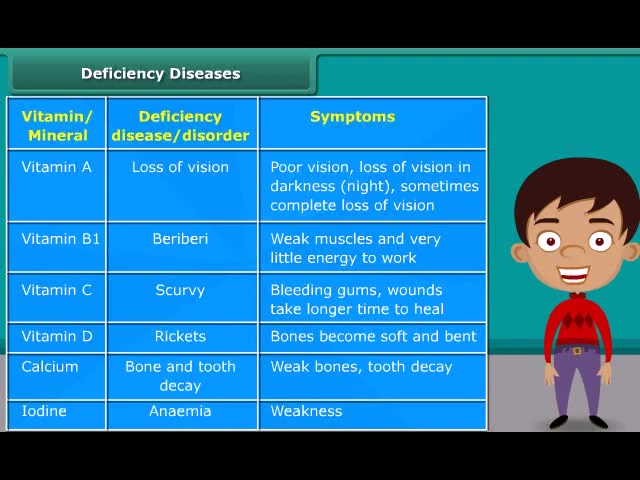 Deficiency Diseases
Vitamin/ Mineral Deficiency disease/disorder Symptoms
Vitamin A Loss of vision Poor vision, loss of vision in
darkness (night), sometimes
complete loss of vision
Vitamin B1 Beriberi Weak muscles and very
little energy to work
Vitamin C Scurvy Bleeding gums, wounds
take longer time to heal
Vitamin D Rickets Bones become soft and bent
Calcium Bone and tooth decay Weak bones, tooth decay
Iodine Anaemia Weakness